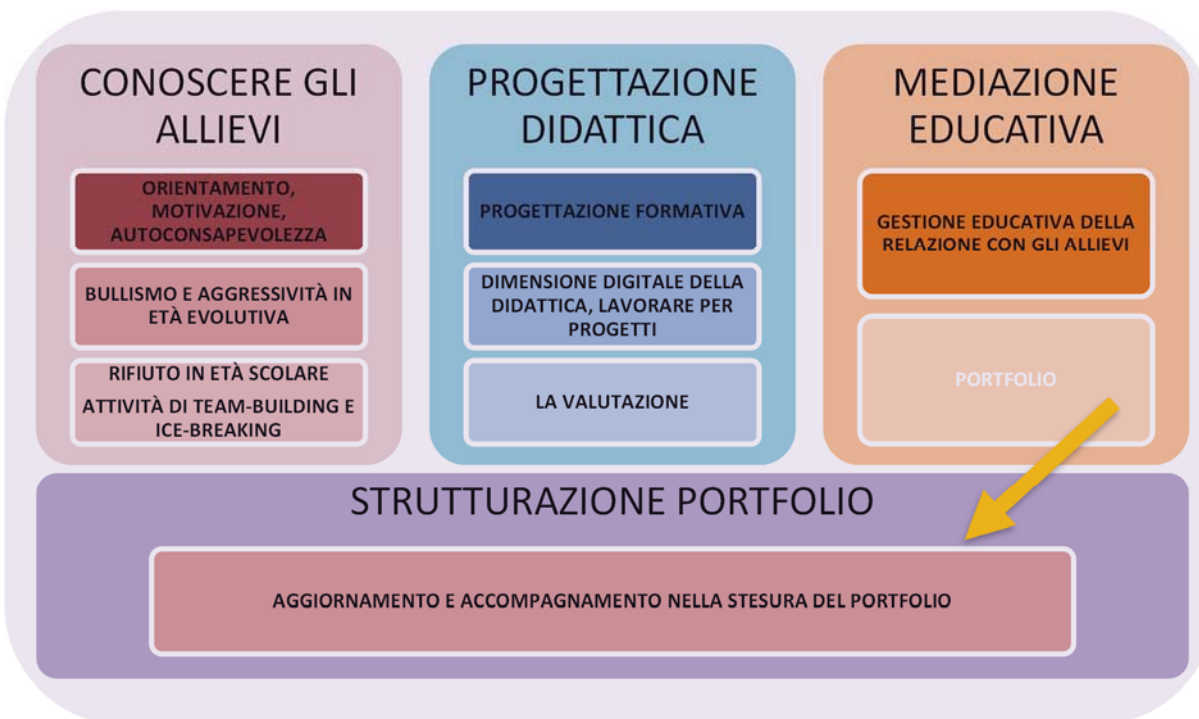 CONOSCERE GLI
ALLIEVI
ORIENTAMENTO,
MOTIVAZIONE,
AUTOCONSAPEVOLEZZA
BULLISMO E AGGRESSIVITÀ IN
ETÀ EVOLUTIVA
RIFIUTO IN ETÀ SCOLARE
ATTIVITÀ DI TEAM-BUILDING E
ICE-BREAKING
PROGETTAZIONE
DIDATTICA
PROGETTAZIONE FORMATIVA
DIMENSIONE DIGITALE DELLA
DIDATTICA, LAVORARE PER
PROGETTI
LA VALUTAZIONE
MEDIAZIONE
EDUCATIVA
GESTIONE EDUCATIVA DELLA
RELAZIONE CON GLI ALLIEVI
PORTFOLIO
STRUTTURAZIONE PORTFOLIO
AGGIORNAMENTO E ACCOMPAGNAMENTO NELLA STESURA DEL PORTFOLIO